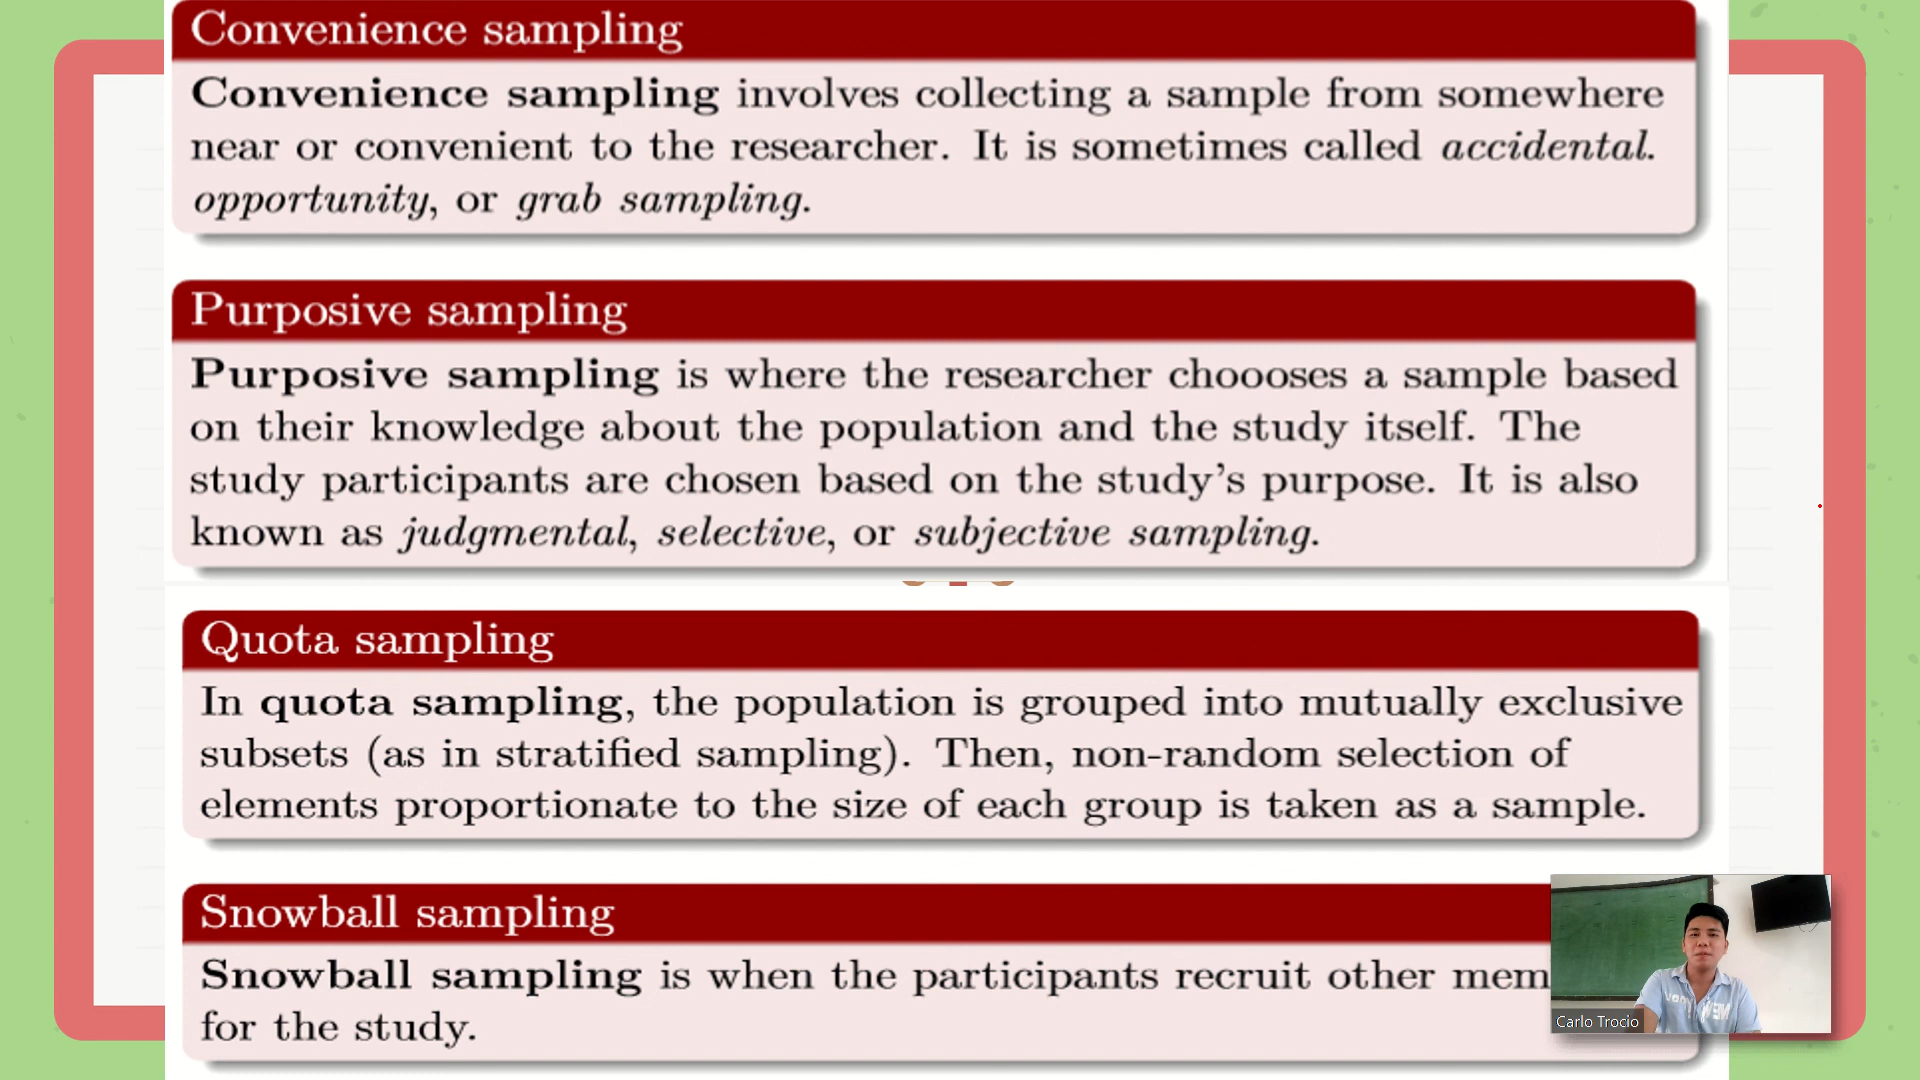 Convenience sampling
Convenience sampling involves collecting a sample from somewhere
near or convenient to the researcher. It is sometimes called accidental.
opportunity, or grab sampling.
Purposive sampling
Purposive sampling is where the researcher choooses a sample based
on their knowledge about the population and the study itself. The
study participants are chosen based on the study's purpose. It is also
known as judgmental, selective, or subjective sampling.
Quota sampling
In quota sampling, the population is grouped into mutually exclusive
subsets (as in stratified sampling). Then, non-random selection of
elements proportionate to the size of each group is taken as a sample.
Snowball sampling
Snowball sampling is when the participants recruit other mem
for the study.
Carlo Trocio